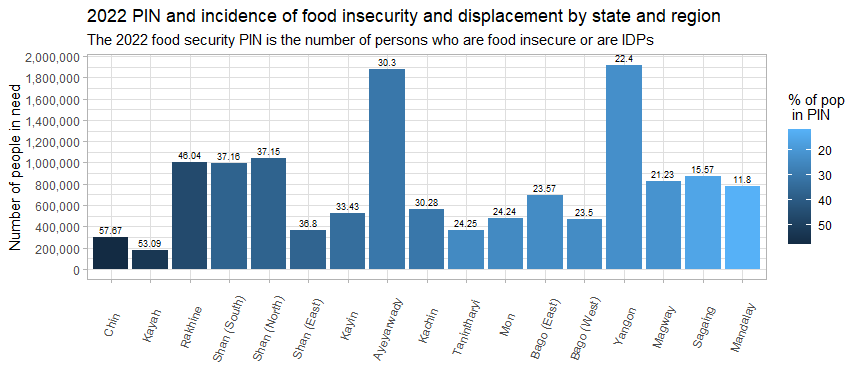 2022 PIN and incidence of food insecurity and displacement by state and region
The 2022 food security PIN is the number of persons who are food insecure or are IDPs
Number of people in need
2,000,000
1,800,000
1,600,000
1,400,000
1,200,000
1,000,000
800,000
600,000
400,000
200,000
0
57.67
53.09
46.04
37.16
37.15
36.8
33.43
30.3
30.28
24.25
24.24
23.57
23.5
22.4
21.23
15.57
11.8
Chin
Kayah
Rakhine
Shan (South)
Shan (North)
Shan (East)
Kayin
Ayeyarwady
Kachin
Tanintharyi
Mon
Bago (East)
Bago (West)
Yangon
Magway
Sagaing
Mandalay
% of pop
in PIN
20
30
40
50